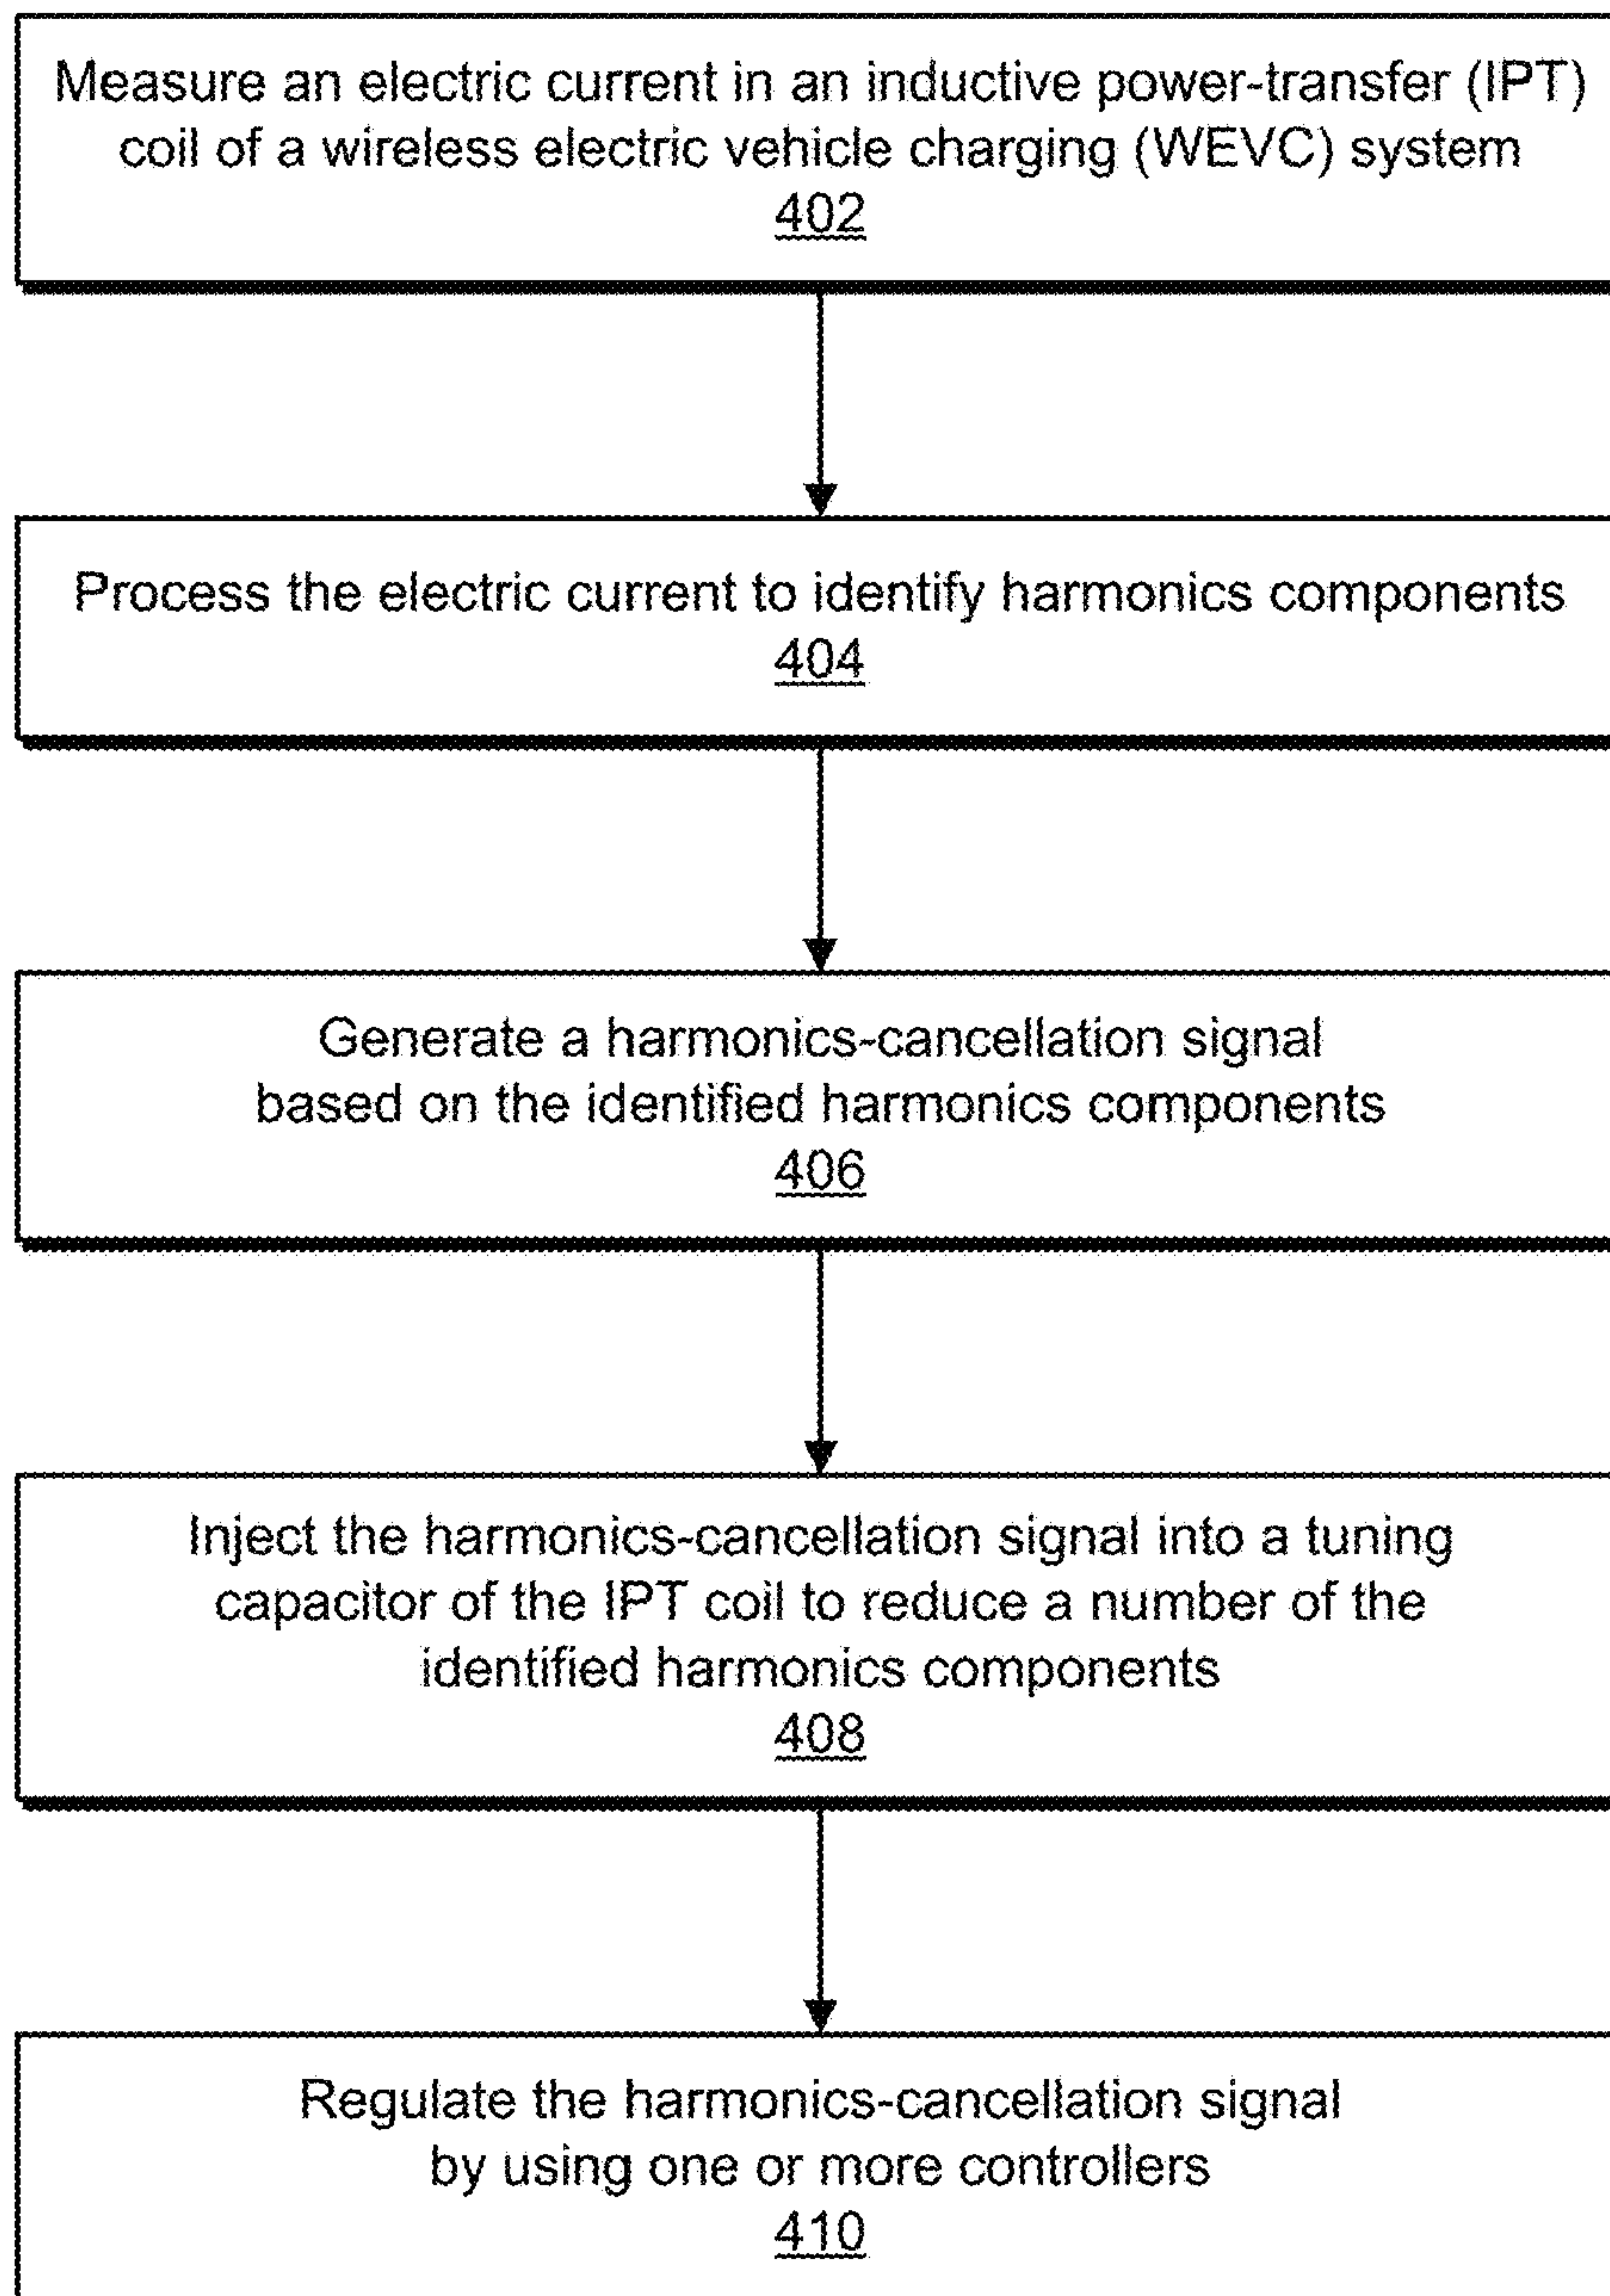 Measure an electric current in an inductive power-transfer (IPT)
coil of a wireless electric vehicle charging (WEVC) system
402
Process the electric current to identify harmonics components
404
Generate a harmonics-cancellation signal
based on the identified harmonics components
406
Inject the harmonics-cancellation signal into a tuning
capacitor of the IPT coil to reduce a number of the
identified harmonics components
408
Regulate the harmonics-cancellation signal
by using one or more controllers
410